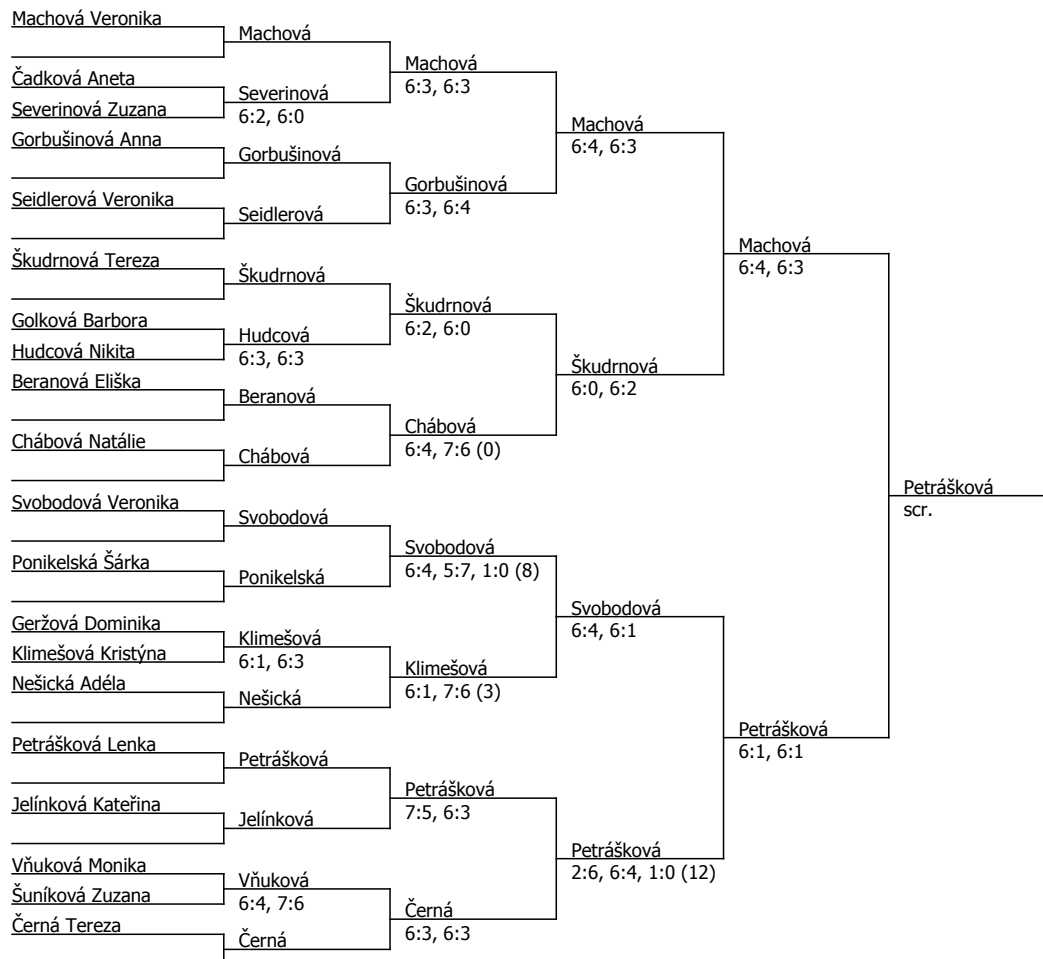 Machová Veronika
Machová
Machová
6:3, 6:3
Čadková Aneta
Severinová
Severinová Zuzana
6:2, 6:0
Machová
6:4, 6:3
Gorbušinová Anna
Gorbušinová
Gorbušinová
6:3, 6:4
Seidlerová Veronika
Seidlerová
Machová
6:4, 6:3
Škudrnová Tereza
Škudrnová
Škudrnová
6:2, 6:0
Golková Barbora
Hudcová
Hudcová Nikita
6:3, 6:3
Škudrnová
6:0, 6:2
Beranová Eliška
Beranová
Chábová
6:4, 7:6 (0)
Chábová Natálie
Chábová
Petrášková
scr.
Svobodová Veronika
Svobodová
Svobodová
6:4, 5:7, 1:0 (8)
Ponikelská Šárka
Ponikelská
Svobodová
6:4, 6:1
Geržová Dominika
Klimešová
Klimešová Kristýna
6:1, 6:3
Klimešová
6:1, 7:6 (3)
Nešická Adéla
Nešická
Petrášková
6:1, 6:1
Petrášková Lenka
Petrášková
Petrášková
7:5, 6:3
Jelínková Kateřina
Jelínková
Petrášková
2:6, 6:4, 1:0 (12)
Vňuková Monika
Vňuková
Šuníková Zuzana
6:4, 7:6
Černá
6:3, 6:3
Černá Tereza
Černá